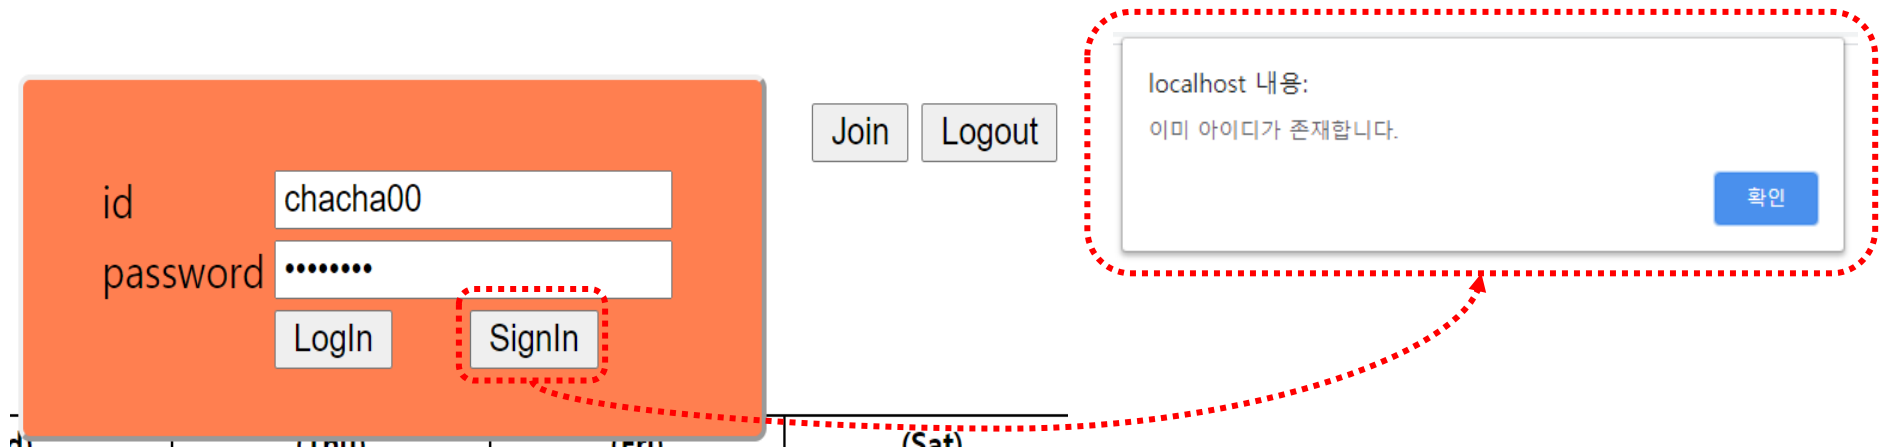 Join Logout
localhost 내용:
이미 아이디가 존재합니다.
확인
id chacha00
password ••••••••
LogIn SignIn
(Sat)